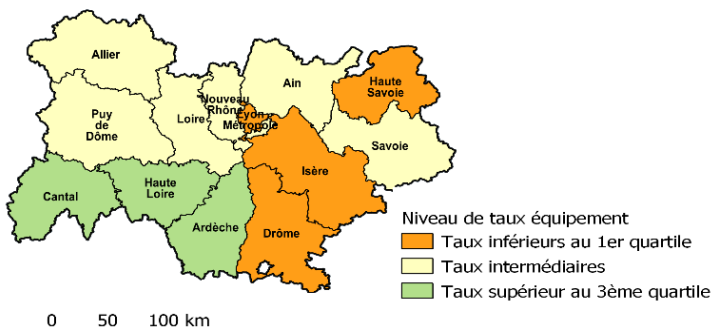 Allier
Ain
Haute
Savoie
Nouveau
Rhône
Lyon
Métropole
Puy
de
Dôme
Loire
Savoie
Isère
Haute
Loire
Cantal
Ardèche
Drôme
Niveau de taux équipement
Taux inférieurs au 1er quartile
Taux intermédiaires
Taux supérieur au 3ème quartile
0 50 100 km